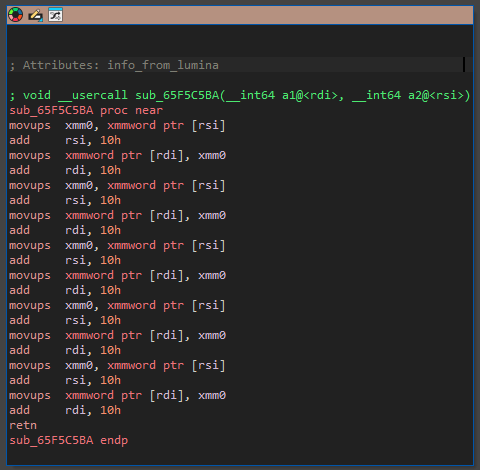 ; Attributes: info_from_lumina
; void __usercall sub_65F5C5BA(__int64 a1@<rdi>, __int64 a2@<rsi>)
sub_65F5C5BA proc near
movups  xmm0, xmmword ptr [rsi]
add     rsi, 10h
movups  xmmword ptr [rdi], xmm0
add     rdi, 10h
movups  xmm0, xmmword ptr [rsi]
add     rsi, 10h
movups  xmmword ptr [rdi], xmm0
add     rdi, 10h
movups  xmm0, xmmword ptr [rsi]
add     rsi, 10h
movups  xmmword ptr [rdi], xmm0
add     rdi, 10h
movups  xmm0, xmmword ptr [rsi]
add     rsi, 10h
movups  xmmword ptr [rdi], xmm0
add     rdi, 10h
movups  xmm0, xmmword ptr [rsi]
add     rsi, 10h
movups  xmmword ptr [rdi], xmm0
add     rdi, 10h
retn
sub_65F5C5BA endp